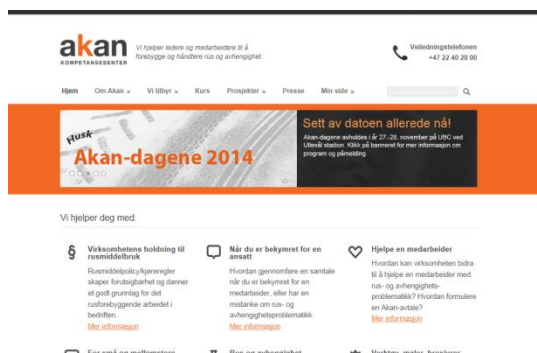 akan
KOMPETANSESENTER
Vi hjelper ledere og medarbeidere til å
forebygge og håndtere rus og avhengighet.
Veiledningstelefonen
+47 22 40 28 00
Hjem Om Akan » Vi tilbyr » Kurs Prosjekter » Presse Min side »
Husk
Akan-dagene 2014
Sett av datoen allerede nå!
Akan-dagene avholdes i år 27.-28. november på UBC ved
Ullevål stadion. Klikk på banneret for mer informasjon om
program og påmelding.
Vi hjelper deg med:
§ Virksomhetens holdning til
rusmiddelbruk
Rusmiddelpolicy/kjøreregler
skaper forutsigbarhet og danner
et godt grunnlag for det
rusforebyggende arbeidet i
bedriften.
Mer informasjon
Når du er bekymret for en
ansatt
Hvordan gjennomføre en samtale
når du er bekymret for en
medarbeider, eller har en
mistanke om rus- og
avhengighetsproblematikk.
Mer informasjon
Hjelpe en medarbeider
Hvordan kan virksomheten bidra
til å hjelpe en medarbeider med
rus- og avhengighets-
problematikk? Hvordan formulere
en Akan-avtale?
Mer informasjon